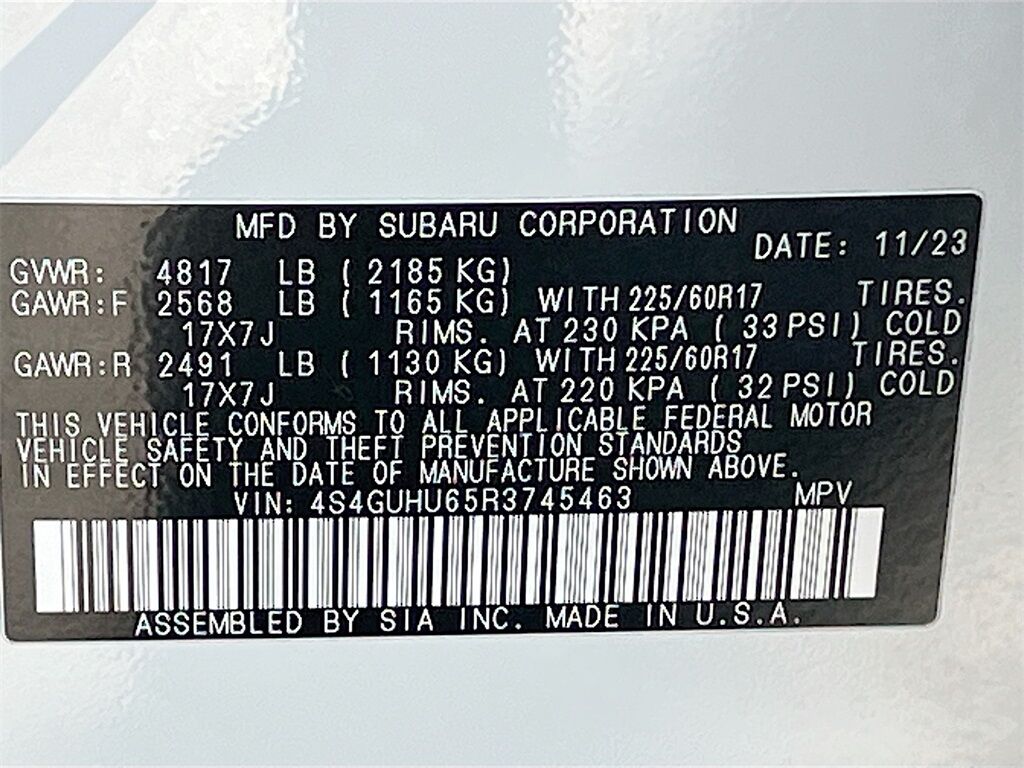 MFD BY SUBARU CORPORATION
DATE: 11/23
GVWR: 4817 LB ( 2185 KG)
GAWR:F 2568 LB ( 1165 KG) WITH 225/60R17 TIRES.
17X7J RIMS. AT 230 KPA ( 33 PSI) COLD
GAWR:R 2491 LB ( 1130 KG) WITH 225/60R17 TIRES.
17X7J RIMS. AT 220 KPA ( 32 PSI) COLD
THIS VEHICLE CONFORMS TO ALL APPLICABLE FEDERAL MOTOR
VEHICLE SAFETY AND THEFT PREVENTION STANDARDS
IN EFFECT ON THE DATE OF MANUFACTURE SHOWN ABOVE.
VIN: 4S4GUHU65R3745463 MPV
ASSEMBLED BY SIA INC. MADE IN U.S.A.